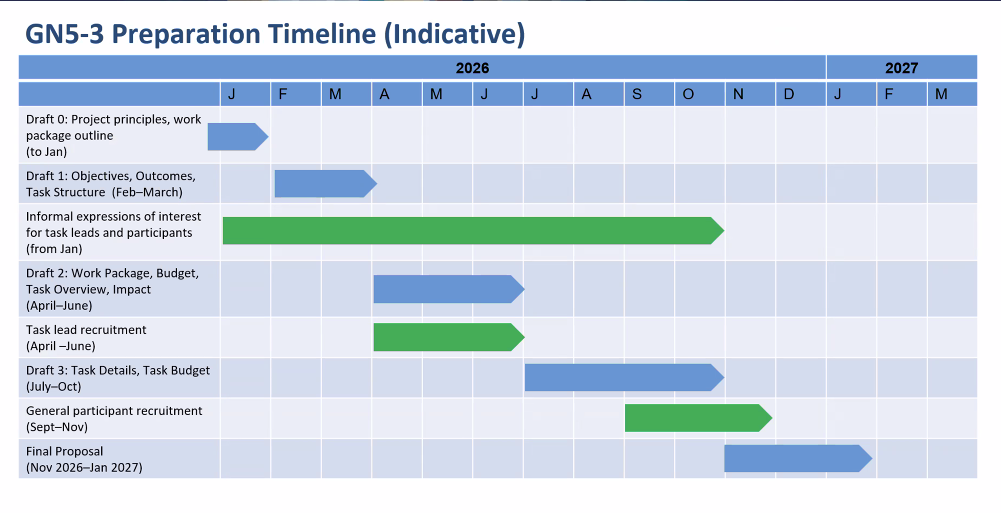 GN5-3 Preparation Timeline (Indicative)
2026 2027
J F M A M J J A S O N D J F M
Draft 0: Project principles, work
package outline
(to Jan)
Draft 1: Objectives, Outcomes,
Task Structure  (Feb–March)
Informal expressions of interest
for task leads and participants
(from Jan)
Draft 2: Work Package, Budget,
Task Overview, Impact
(April–June)
Task lead recruitment
(April –June)
Draft 3: Task Details, Task Budget
(July–Oct)
General participant recruitment
(Sept–Nov)
Final Proposal
(Nov 2026–Jan 2027)